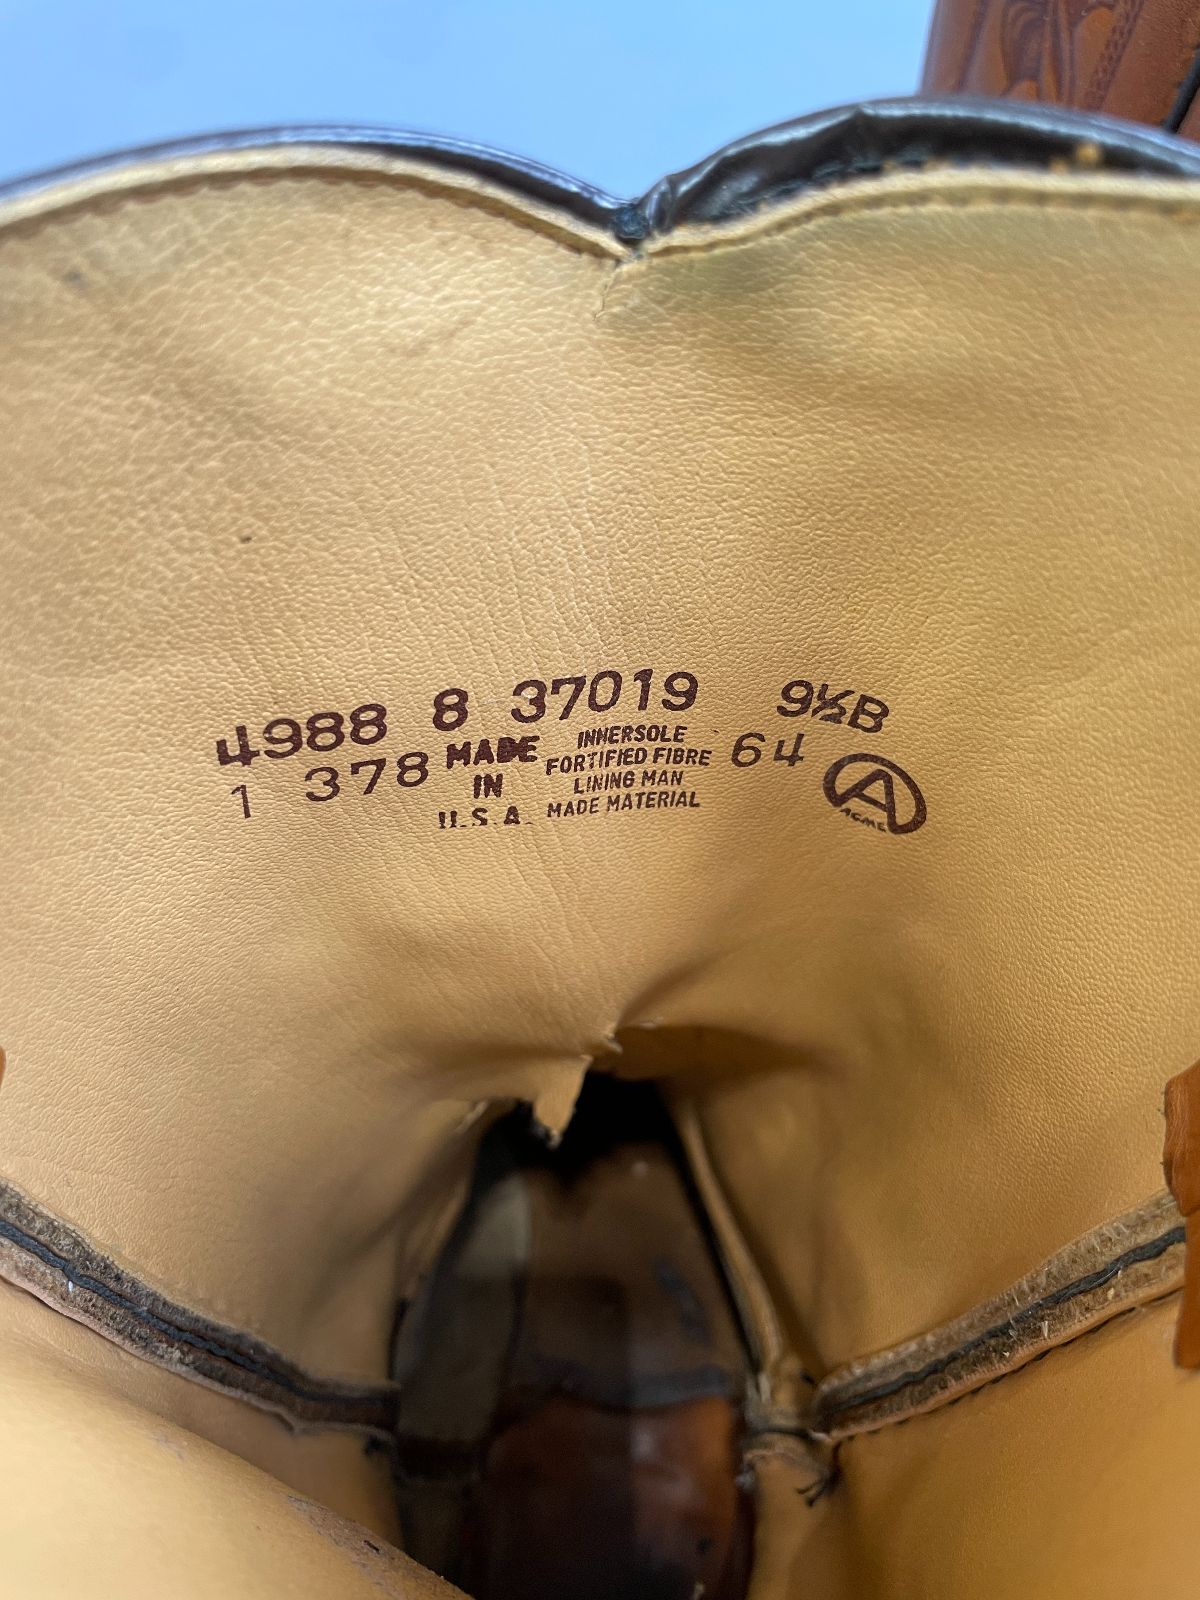 4988 8 37019 9½B
1 378 MADE IN U.S.A. 64
INNERSOLE
FORTIFIED FIBRE
LINING MAN
MADE MATERIAL
A
ACME